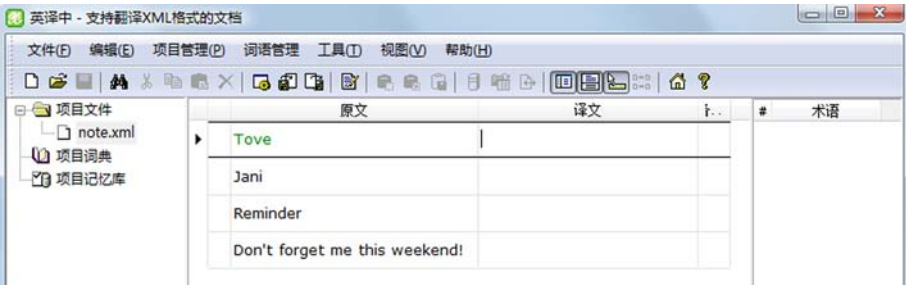 英译中 - 支持翻译XML格式的文档
文件(F) 编辑(E) 项目管理(P) 词语管理 工具(T) 视图(V) 帮助(H)
项目文件
note.xml
项目词典
项目记忆库
原文 译文
Tove
Jani
Reminder
Don't forget me this weekend!
# 术语